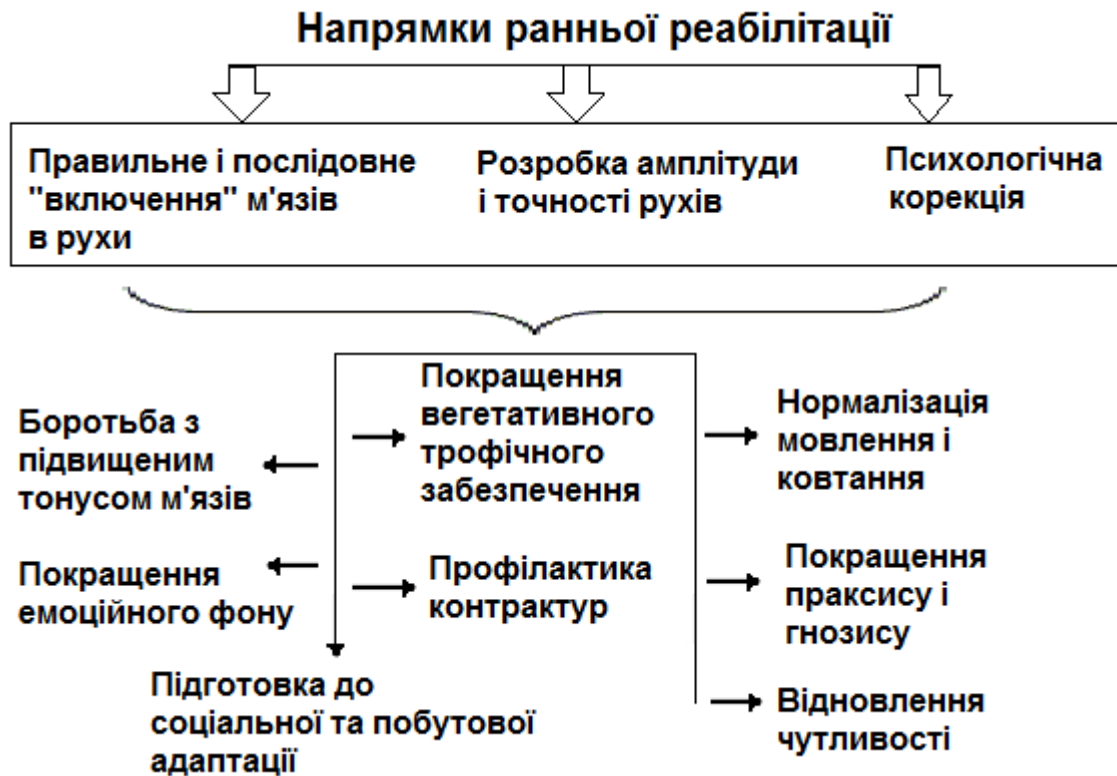 Напрямки ранньої реабілітації
Правильне і послідовне
"включення" м'язів
в рухи
Розробка амплітуди
і точності рухів
Психологічна
корекція
Боротьба з
підвищеним
тонусом м'язів
Покращення
емоційного фону
Підготовка до
соціальної та побутової
адаптації
Покращення
вегетативного
трофічного
забезпечення
Профілактика
контрактур
Нормалізація
мовлення і
ковтання
Покращення
праксису і
гнозису
Відновлення
чутливості